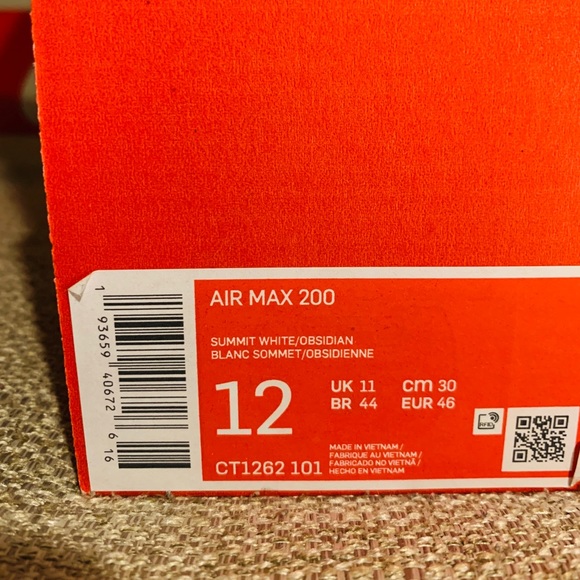 AIR MAX 200
SUMMIT WHITE/OBSIDIAN
BLANC SOMMET/OBSIDIENNE
12
UK 11 cm 30
BR 44 EUR 46
CT1262 101
MADE IN VIETNAM /
FABRIQUE AU VIETNAM /
FABRICADO NO VIETNÃ /
HECHO EN VIETNAM
RFID
1 93659 40672 6 16